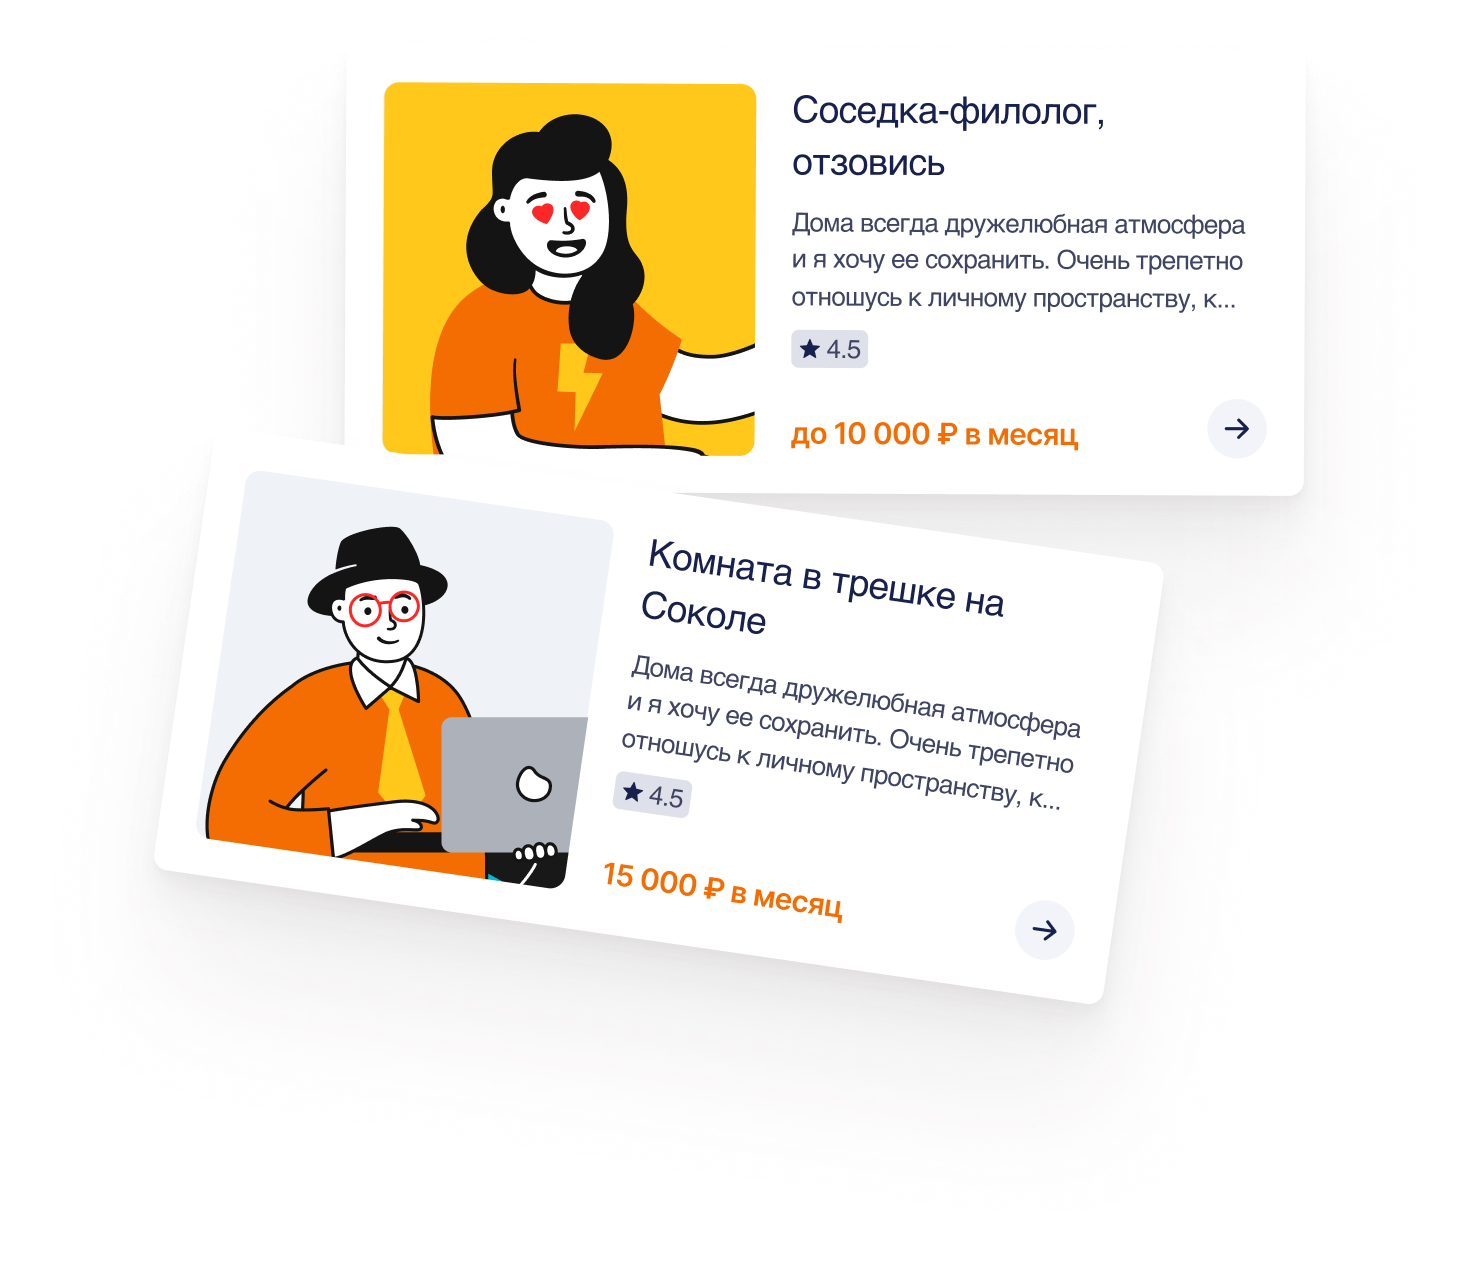 Соседка-филолог,
отзовись
Дома всегда дружелюбная атмосфера
и я хочу ее сохранить. Очень трепетно
отношусь к личному пространству, к...
4.5
до 10 000 ₽ в месяц
Комната в трешке на
Соколе
Дома всегда дружелюбная атмосфера
и я хочу ее сохранить. Очень трепетно
отношусь к личному пространству, к...
4.5
15 000 ₽ в месяц